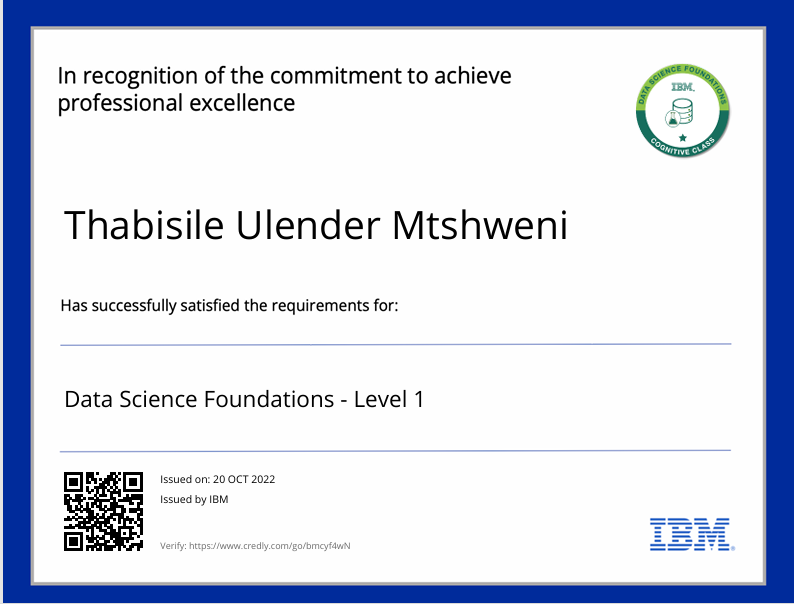 In recognition of the commitment to achieve
professional excellence
DATA SCIENCE FOUNDATIONS
IBM
COGNITIVE CLASS
Thabisile Ulender Mtshweni
Has successfully satisfied the requirements for:
Data Science Foundations - Level 1
Issued on: 20 OCT 2022
Issued by IBM
Verify: https://www.credly.com/go/bmcyf4wN
IBM®